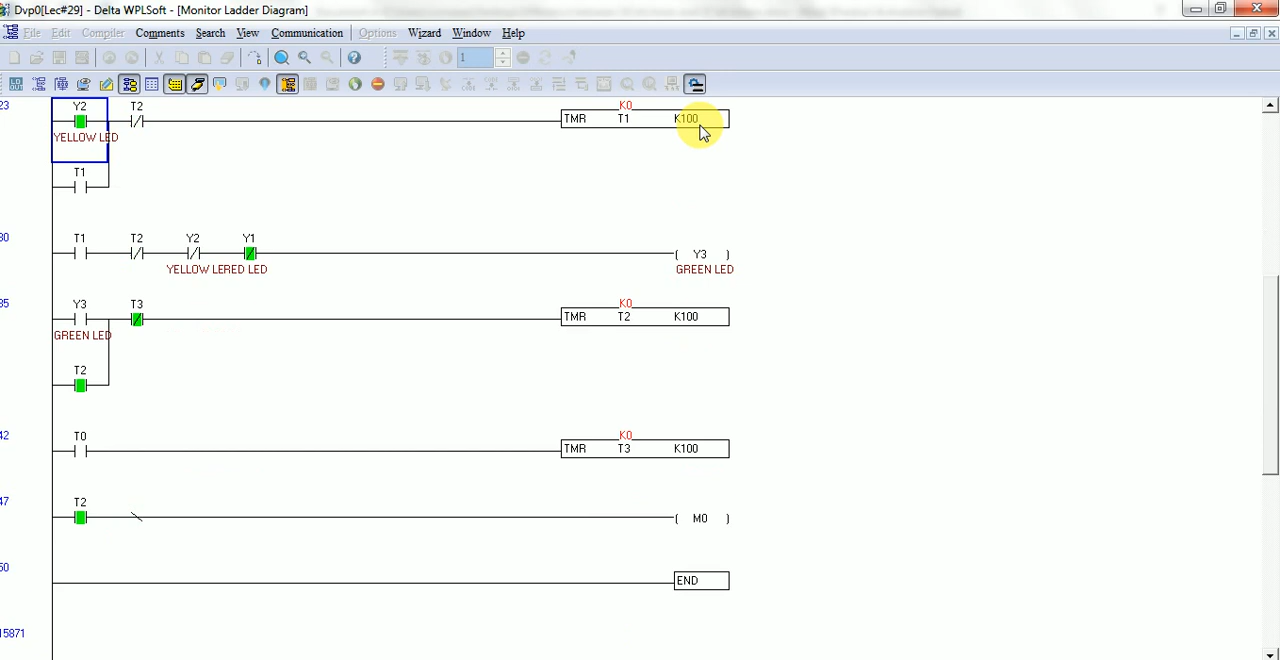 Dvp0[Lec#29] - Delta WPLSoft - [Monitor Ladder Diagram]
File Edit Compiler Comments Search View Communication Options Wizard Window Help
1
23 Y2 T2 K0
TMR T1 K100
YELLOW LED
T1
30 T1 T2 Y2 Y1
( Y3 )
YELLOW LERED LED GREEN LED
35 Y3 T3 K0
TMR T2 K100
GREEN LED
T2
42 T0 K0
TMR T3 K100
47 T2
( M0 )
50
END
15871